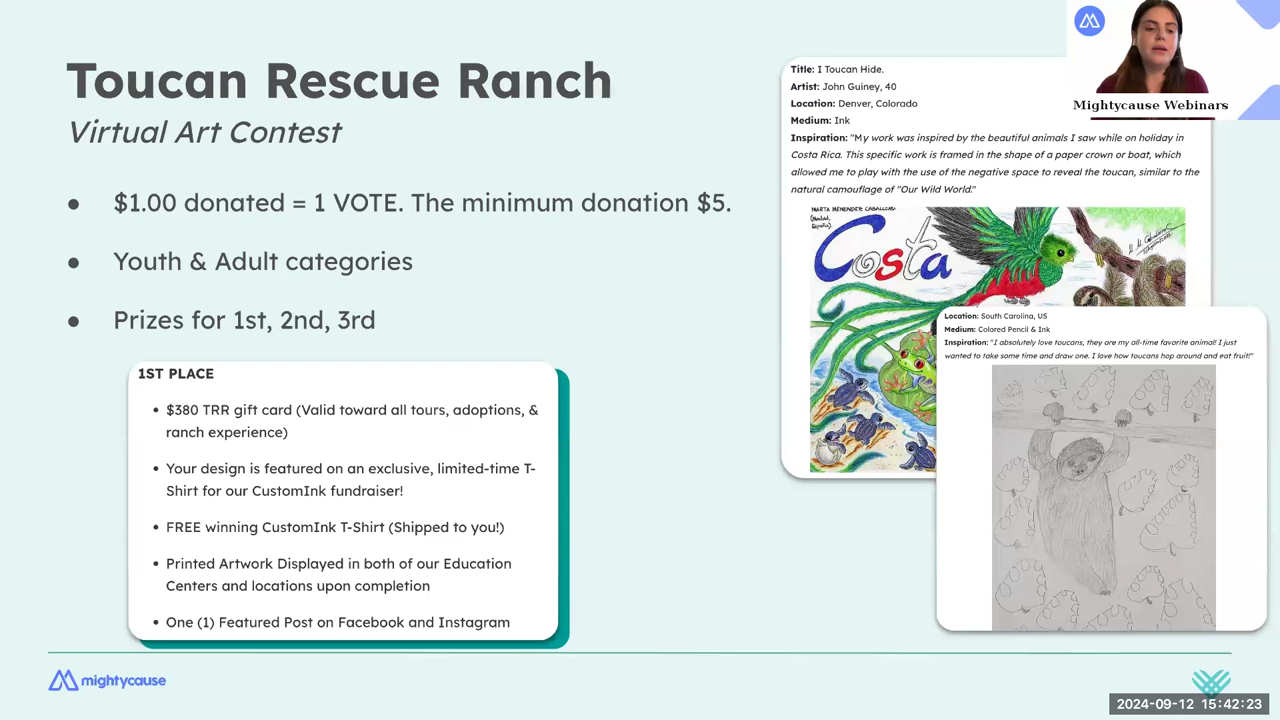 Toucan Rescue Ranch
Virtual Art Contest
● $1.00 donated = 1 VOTE. The minimum donation $5.
● Youth & Adult categories
● Prizes for 1st, 2nd, 3rd
1ST PLACE
• $380 TRR gift card (Valid toward all tours, adoptions, &
ranch experience)
• Your design is featured on an exclusive, limited-time T-
Shirt for our CustomInk fundraiser!
• FREE winning CustomInk T-Shirt (Shipped to you!)
• Printed Artwork Displayed in both of our Education
Centers and locations upon completion
• One (1) Featured Post on Facebook and Instagram
Title: I Toucan Hide.
Artist: John Guiney, 40
Location: Denver, Colorado
Medium: Ink
Inspiration: "My work was inspired by the beautiful animals I saw while on holiday in
Costa Rica. This specific work is framed in the shape of a paper crown or boat, which
allowed me to play with the use of the negative space to reveal the toucan, similar to the
natural camouflage of "Our Wild World."
MARTA MENENDEZ CABALLERO
Costa
Location: South Carolina, US
Medium: Colored Pencil & Ink
Inspiration: "I absolutely love toucans, they are my all-time favorite animal! I just
wanted to take some time and draw one. I love how toucans hop around and eat fruit!"
Mightycause Webinars
mightycause
2024-09-12 15:42:23